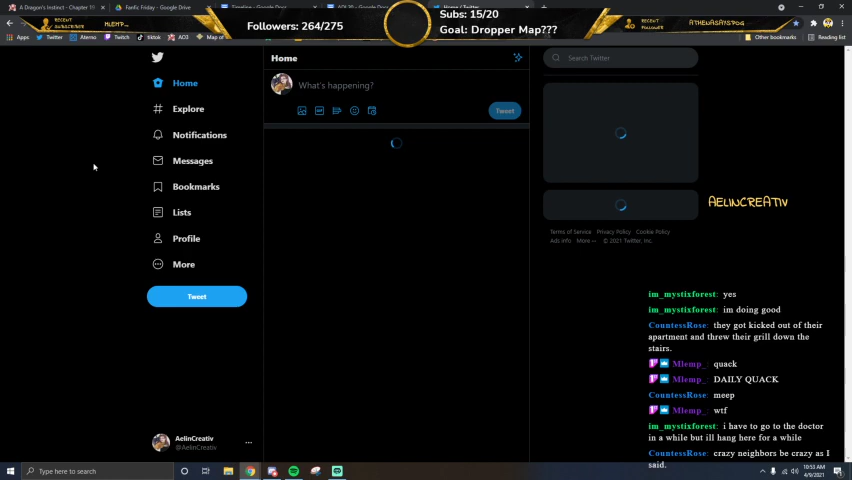 A Dragon's Instinct - Chapter 19
Fanfic Friday - Google Drive
Timeline - Google Docs
Home / Twitter
Followers: 264/275
Subs: 15/20
Goal: Dropper Map???
RECENT
SUBSCRIBER
MLEMP_
RECENT
FOLLOWER
Apps
Twitter
Aterno
Twitch
tiktok
AO3
Map of
Other bookmarks
Reading list
Home
Explore
Notifications
Messages
Bookmarks
Lists
Profile
More
Tweet
AelinCreativ
@AelinCreativ
Home
What's happening?
Tweet
Search Twitter
Terms of Service Privacy Policy Cookie Policy
Ads info More © 2021 Twitter, Inc.
AELINCREATIV
im_mystixforest: yes
im_mystixforest: im doing good
CountessRose: they got kicked out of their
apartment and threw their grill down the
stairs.
Mlemp_: quack
Mlemp_: DAILY QUACK
CountessRose: meep
Mlemp_: wtf
im_mystixforest: i have to go to the doctor
in a while but ill hang here for a while
CountessRose: crazy neighbors be crazy as I
said.
Type here to search
10:53 AM
4/9/2021